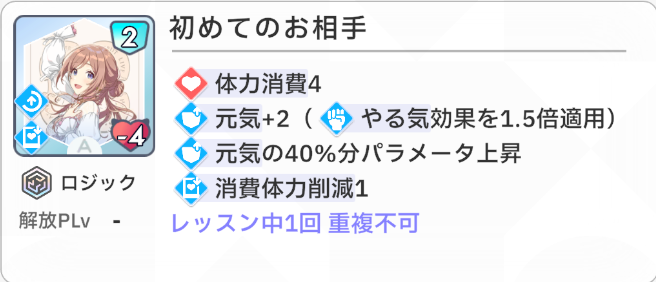 初めてのお相手
2
-4
A
体力消費4
元気+2（やる気効果を1.5倍適用）
元気の40%分パラメータ上昇
消費体力削減1
ロジック
解放PLv -
レッスン中1回 重複不可